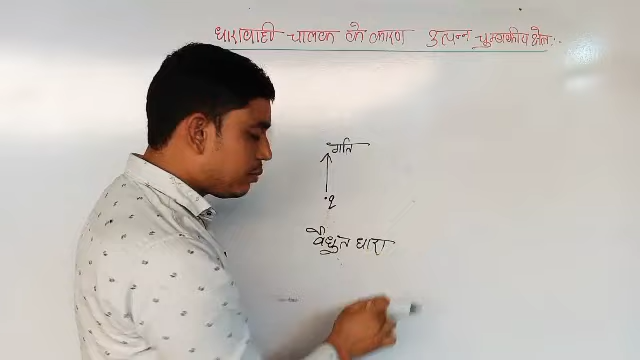 धारावाही चालक के कारण उत्पन्न चुम्बकीय क्षेत्र :-
गति
q
वैधुत धारा